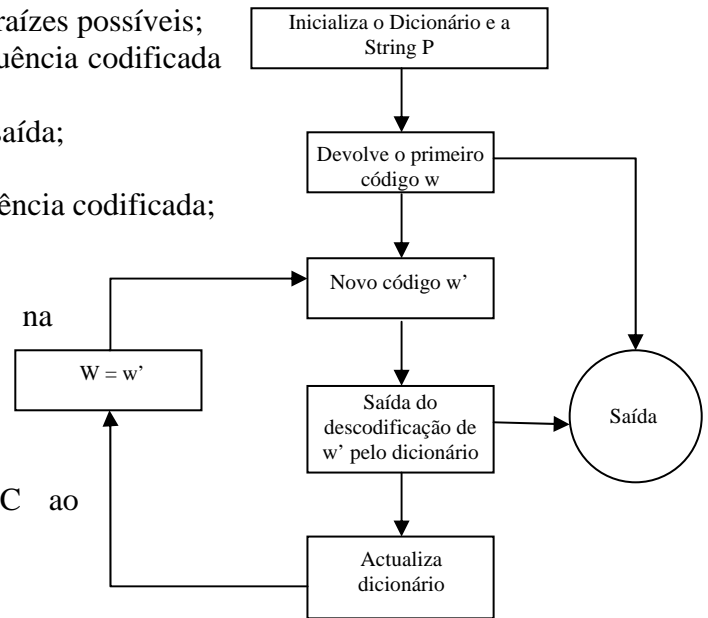 raízes possíveis;
uência codificada
saída;
ência codificada;
na
C ao
Inicializa o Dicionário e a
String P
Devolve o primeiro
código w
Novo código w’
W = w’
Saída do
descodificação de
w’ pelo dicionário
Saída
Actualiza
dicionário